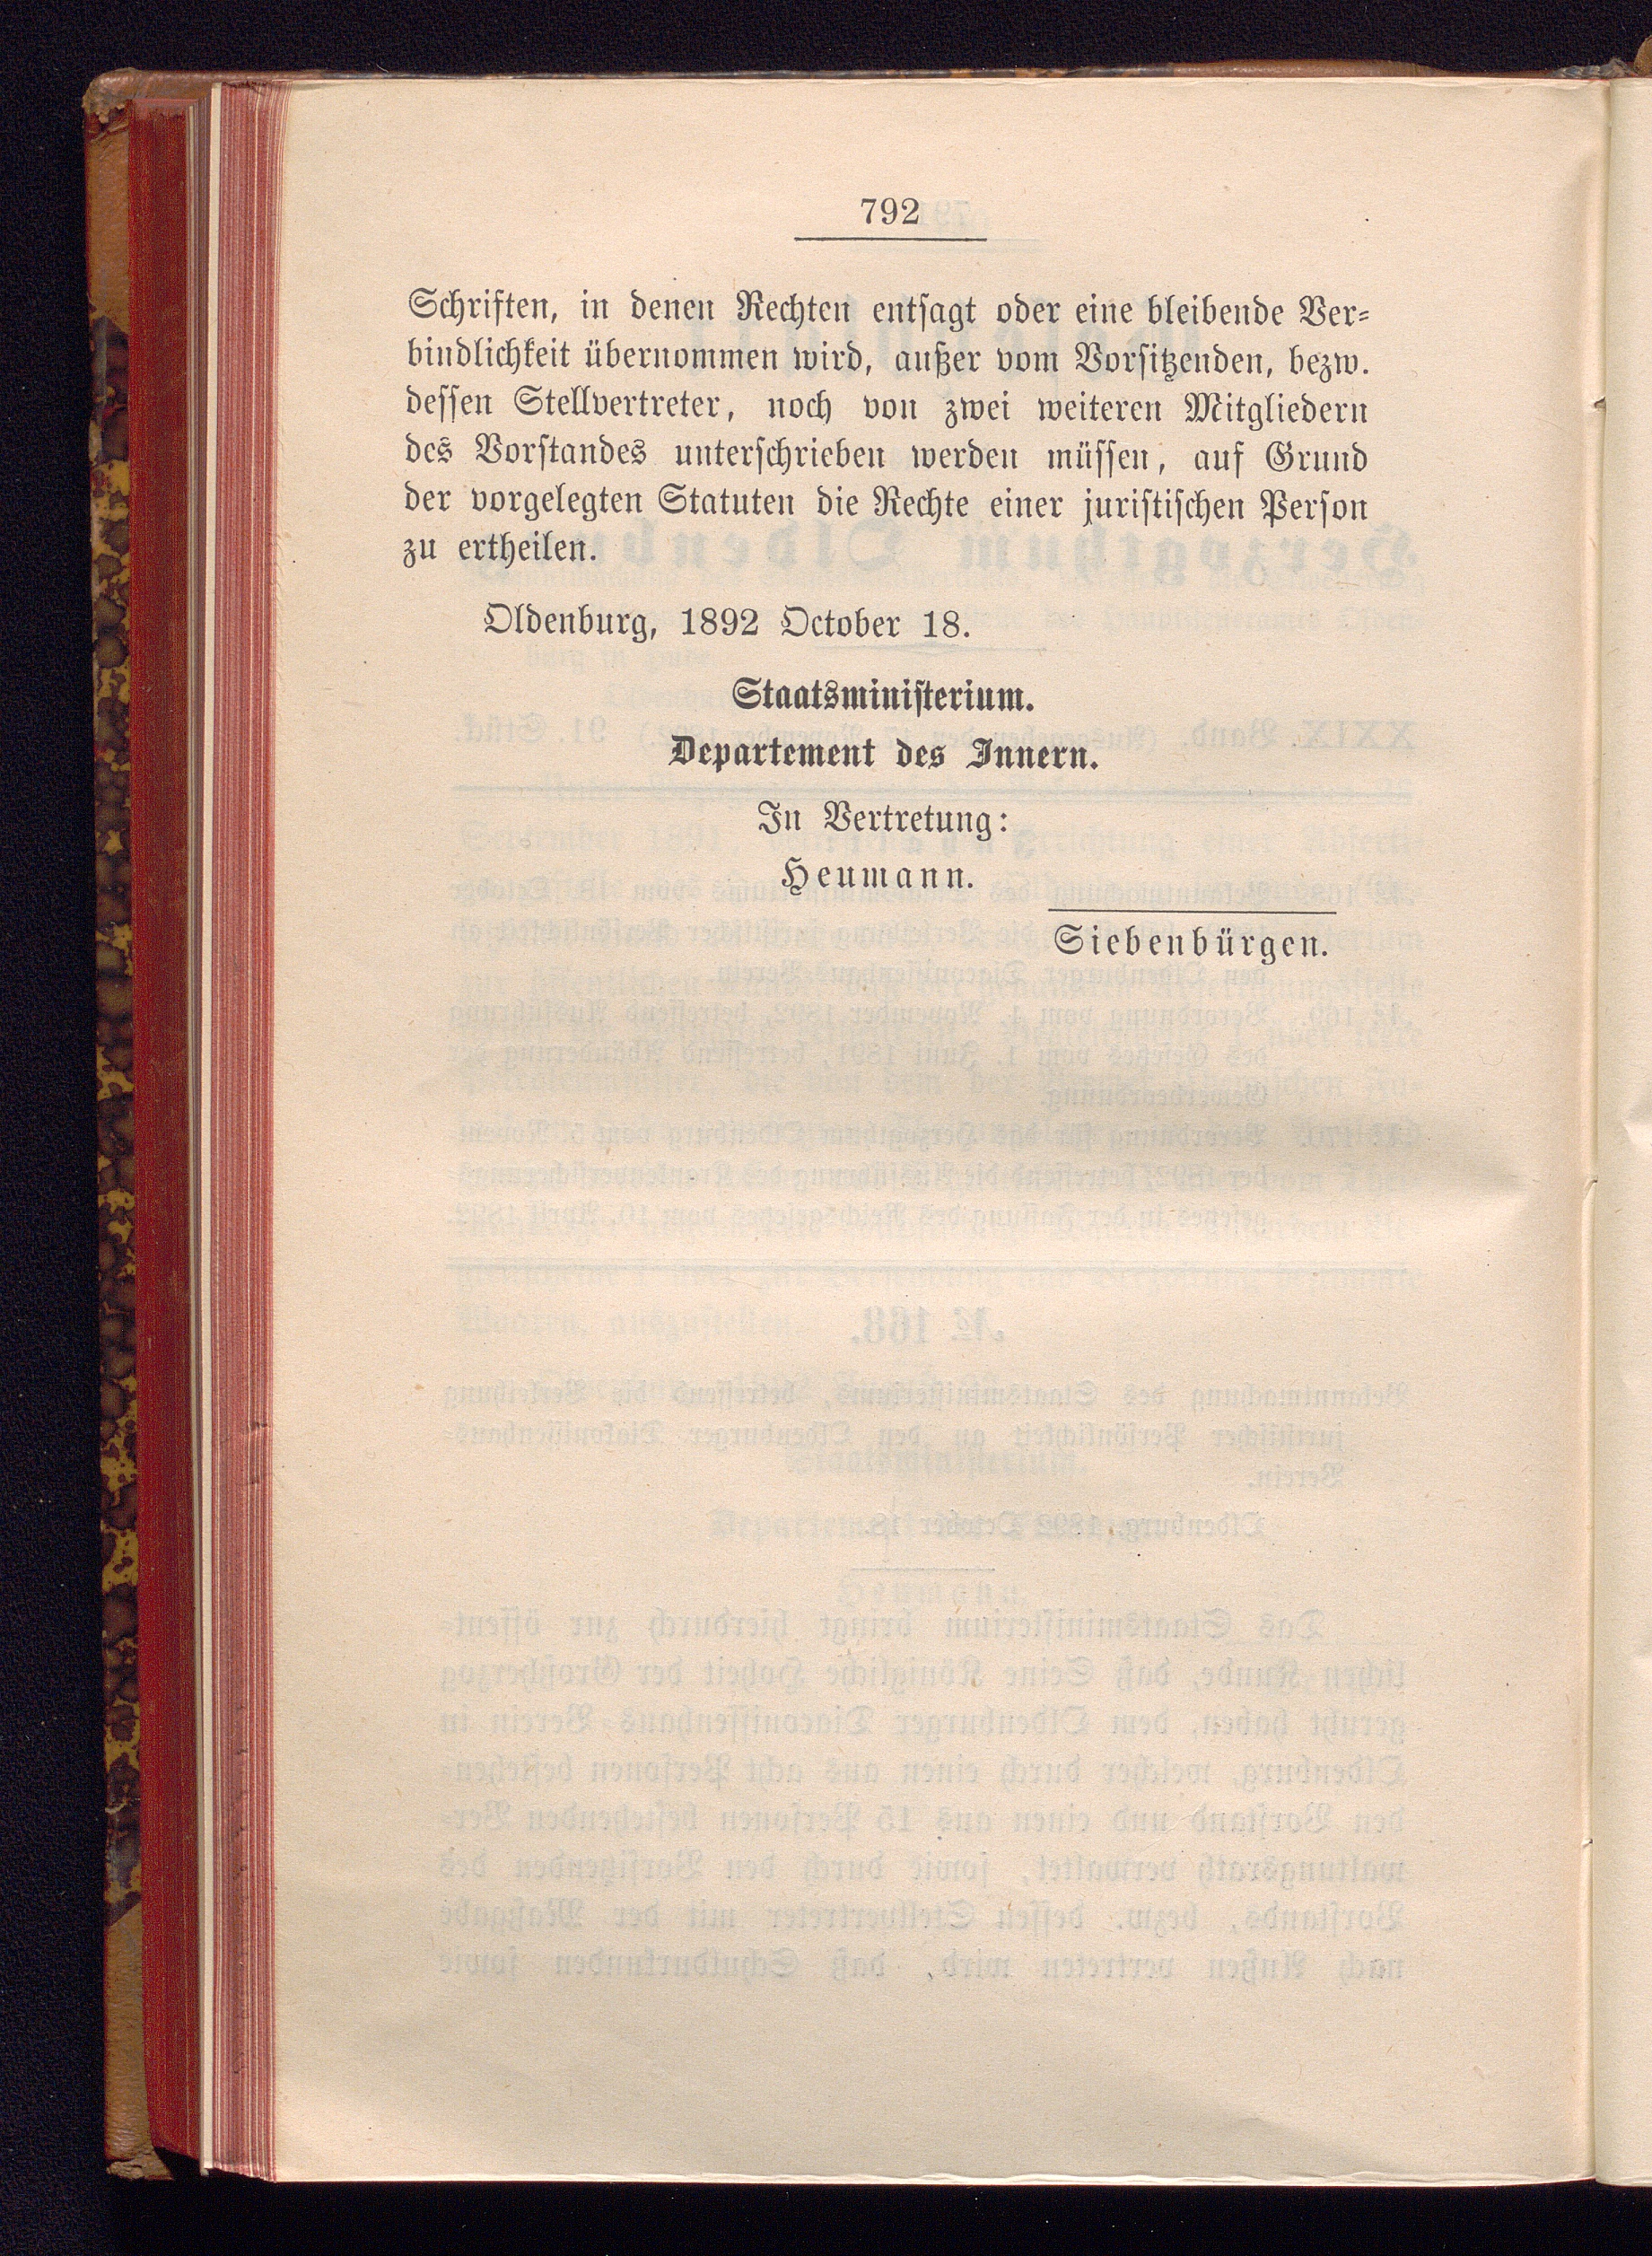 792
Schriften, in denen Rechten entsagt oder eine bleibende Ver-
bindlichkeit übernommen wird, außer vom Vorsitzenden, bezw.
dessen Stellvertreter, noch von zwei weiteren Mitgliedern
des Vorstandes unterschrieben werden müssen, auf Grund
der vorgelegten Statuten die Rechte einer juristischen Person
zu ertheilen.
Oldenburg, 1892 October 18.
Staatsministerium.
Departement des Innern.
In Vertretung:
Heumann.
Siebenbürgen.